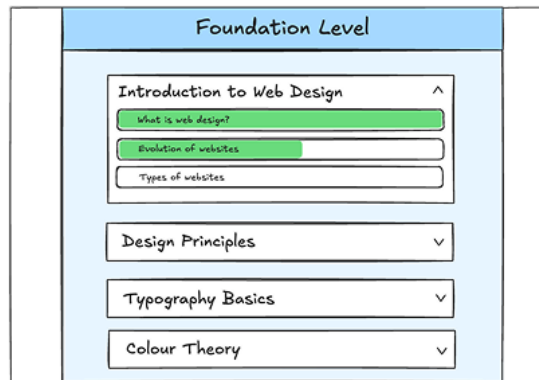 Foundation Level
Introduction to Web Design
What is web design?
Evolution of websites
Types of websites
Design Principles
Typography Basics
Colour Theory